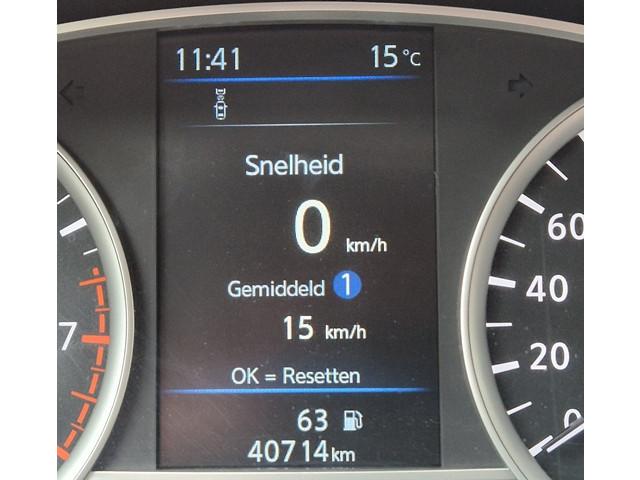 11:41 15 °C
Snelheid
0 km/h
Gemiddeld 1
15 km/h
OK = Resetten
63
40714 km
7
60
40
20
0